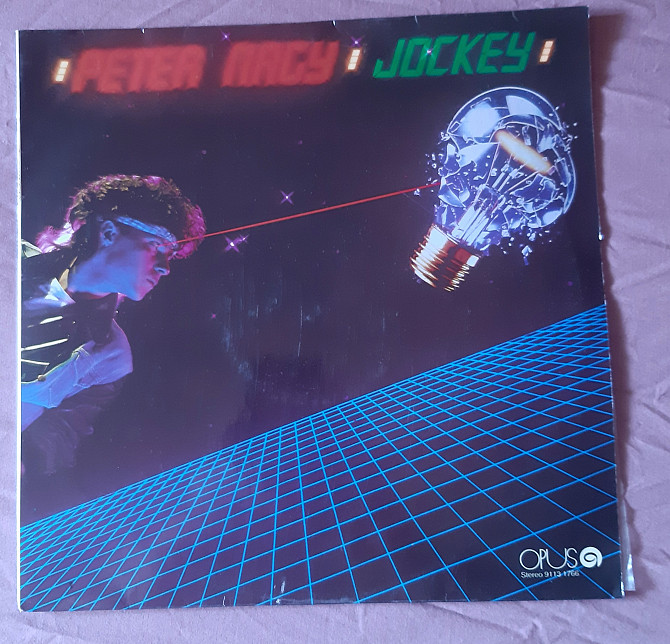 PETER NAGY JOCKEY
OPUS
Stereo 9113 1766